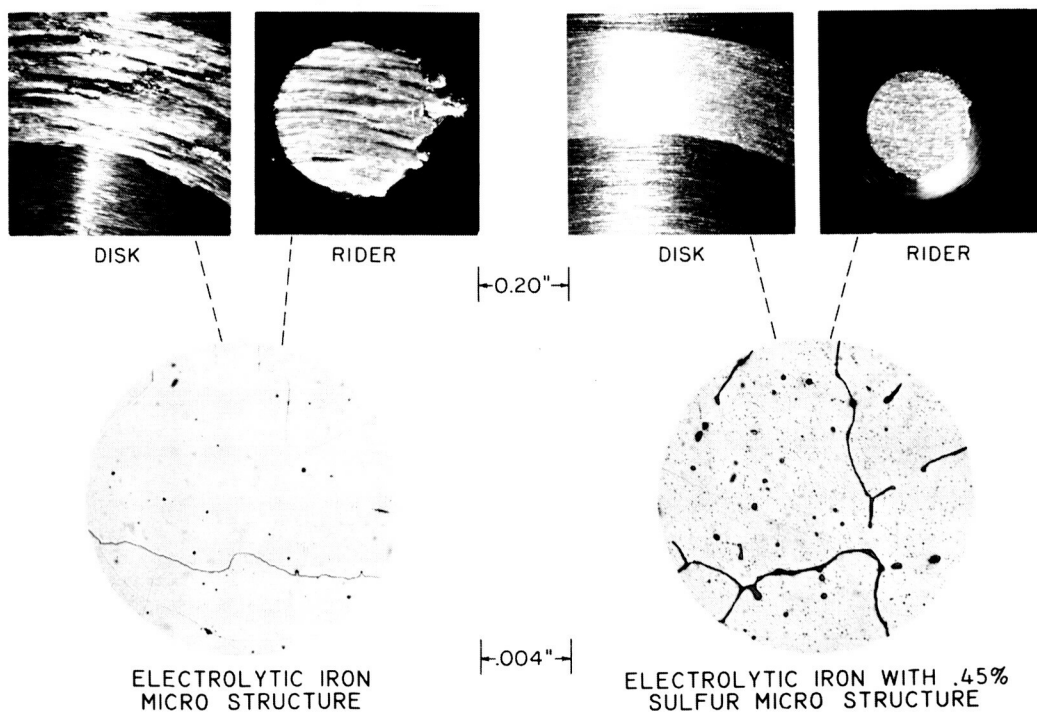 DISK
RIDER
DISK
RIDER
0.20"
.004"
ELECTROLYTIC IRON
MICRO STRUCTURE
ELECTROLYTIC IRON WITH .45%
SULFUR MICRO STRUCTURE